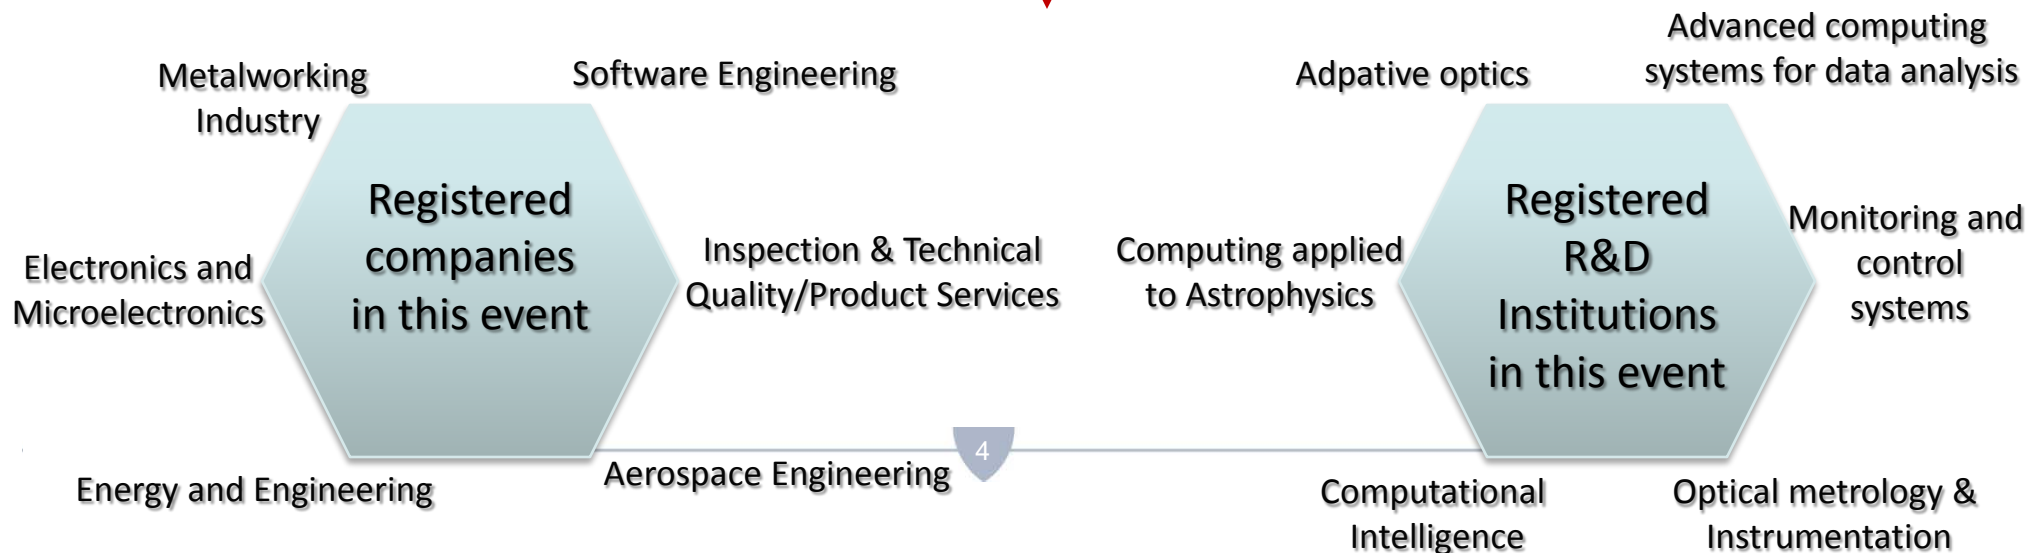 Metalworking
Industry
Software Engineering
Registered
companies
in this event
Electronics and
Microelectronics
Inspection & Technical
Quality/Product Services
Energy and Engineering
Aerospace Engineering
4
Adpative optics
Advanced computing
systems for data analysis
Registered
R&D
Institutions
in this event
Computing applied
to Astrophysics
Monitoring and
control
systems
Computational
Intelligence
Optical metrology &
Instrumentation